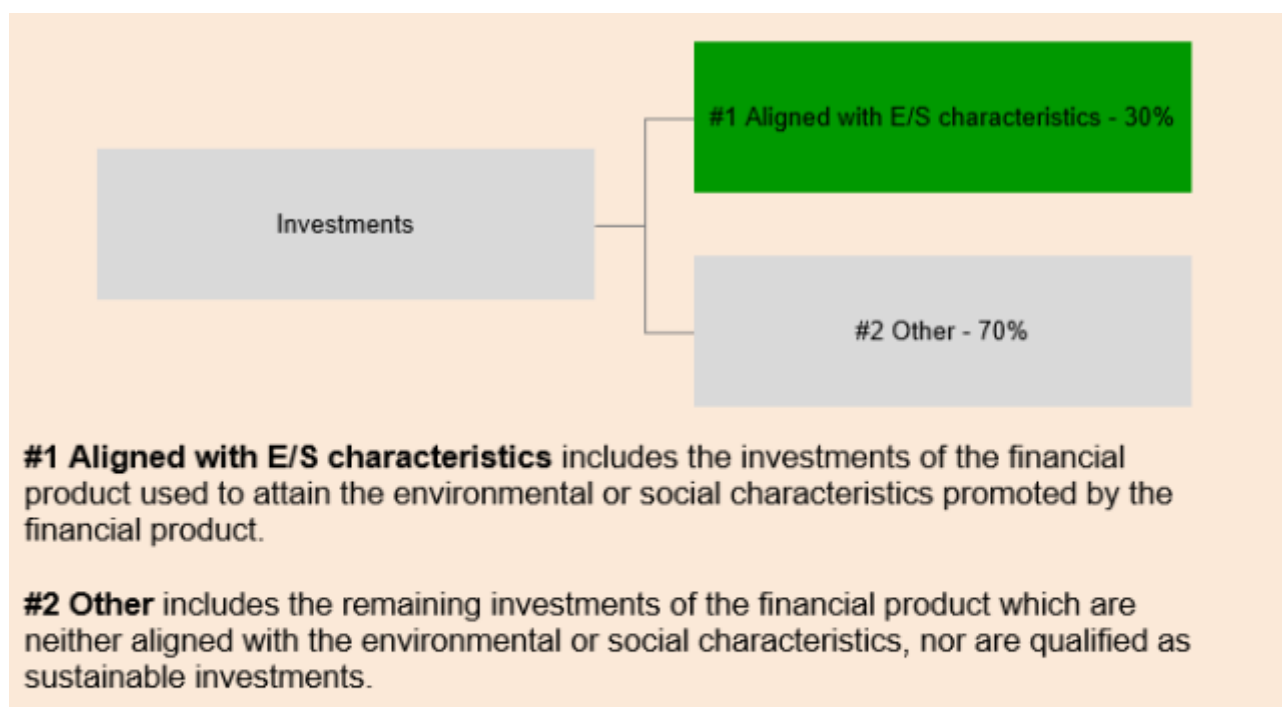 #1 Aligned with E/S characteristics - 30%
Investments
#2 Other - 70%
#1 Aligned with E/S characteristics includes the investments of the financial
product used to attain the environmental or social characteristics promoted by the
financial product.
#2 Other includes the remaining investments of the financial product which are
neither aligned with the environmental or social characteristics, nor are qualified as
sustainable investments.